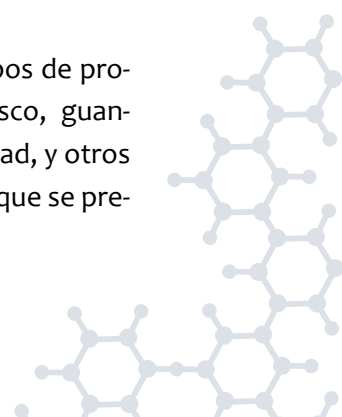 pos de pro-
sco, guan-
ad, y otros
que se pre-